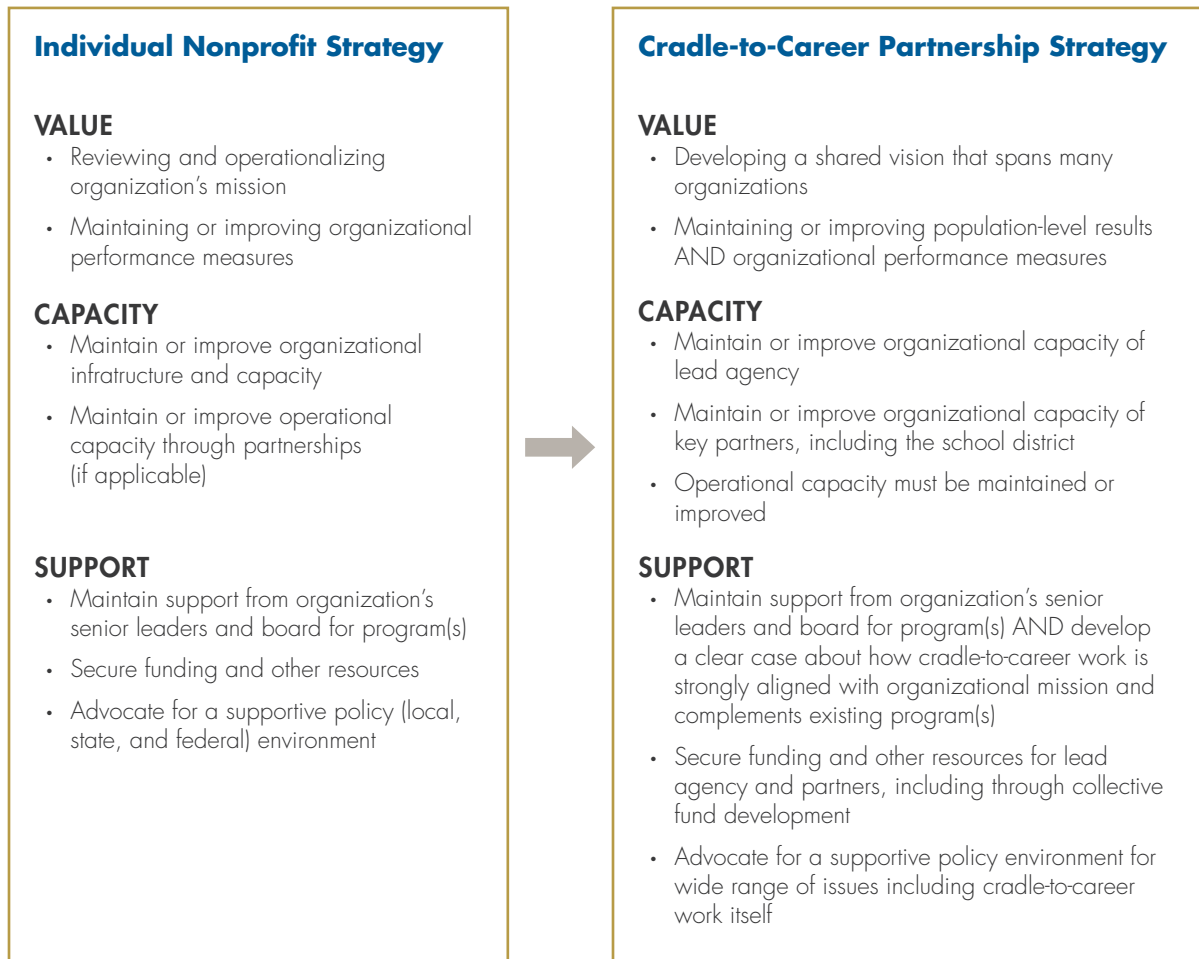 Individual Nonprofit Strategy
VALUE
• Reviewing and operationalizing
organization's mission
• Maintaining or improving organizational
performance measures
CAPACITY
• Maintain or improve organizational
infratructure and capacity
• Maintain or improve operational
capacity through partnerships
(if applicable)
SUPPORT
• Maintain support from organization's
senior leaders and board for program(s)
• Secure funding and other resources
• Advocate for a supportive policy (local,
state, and federal) environment
Cradle-to-Career Partnership Strategy
VALUE
• Developing a shared vision that spans many
organizations
• Maintaining or improving population-level results
AND organizational performance measures
CAPACITY
• Maintain or improve organizational capacity of
lead agency
• Maintain or improve organizational capacity of
key partners, including the school district
• Operational capacity must be maintained or
improved
SUPPORT
• Maintain support from organization's senior
leaders and board for program(s) AND develop
a clear case about how cradle-to-career work is
strongly aligned with organizational mission and
complements existing program(s)
• Secure funding and other resources for lead
agency and partners, including through collective
fund development
• Advocate for a supportive policy environment for
wide range of issues including cradle-to-career
work itself